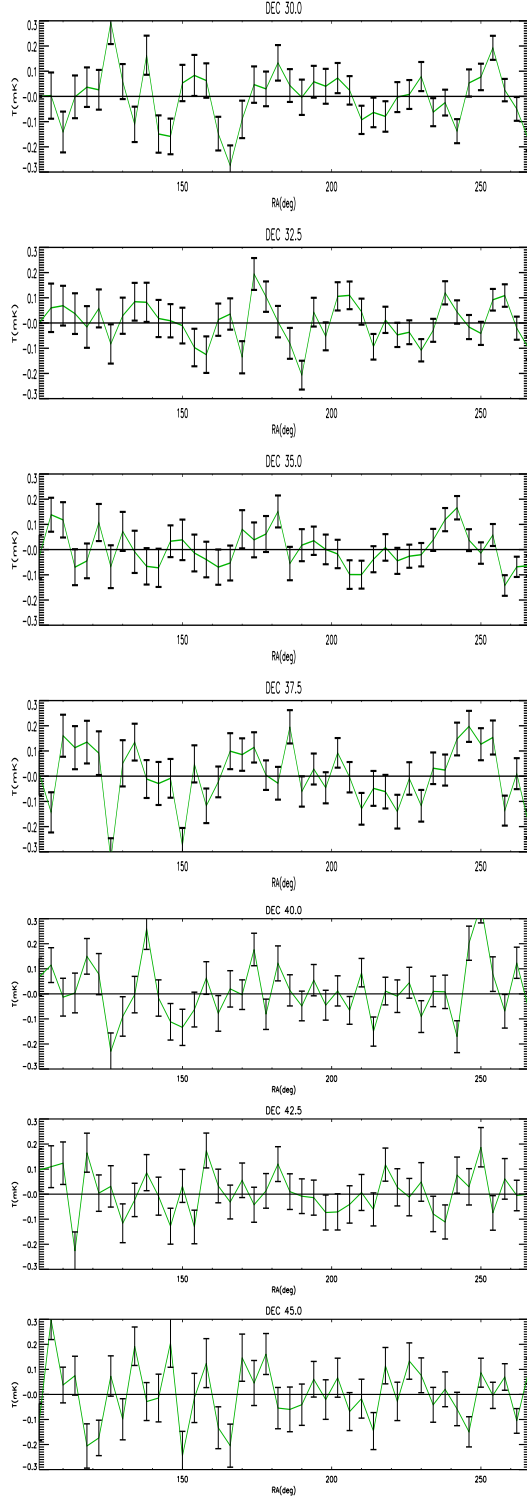 DEC 30.0
0.3
0.2
0.1
-0.0
-0.1
-0.2
-0.3
T(mK)
150 200 250
RA(deg)
DEC 32.5
0.3
0.2
0.1
-0.0
-0.1
-0.2
-0.3
T(mK)
150 200 250
RA(deg)
DEC 35.0
0.3
0.2
0.1
-0.0
-0.1
-0.2
-0.3
T(mK)
150 200 250
RA(deg)
DEC 37.5
0.3
0.2
0.1
-0.0
-0.1
-0.2
-0.3
T(mK)
150 200 250
RA(deg)
DEC 40.0
0.3
0.2
0.1
-0.0
-0.1
-0.2
-0.3
T(mK)
150 200 250
RA(deg)
DEC 42.5
0.3
0.2
0.1
-0.0
-0.1
-0.2
-0.3
T(mK)
150 200 250
RA(deg)
DEC 45.0
0.3
0.2
0.1
-0.0
-0.1
-0.2
-0.3
T(mK)
150 200 250
RA(deg)